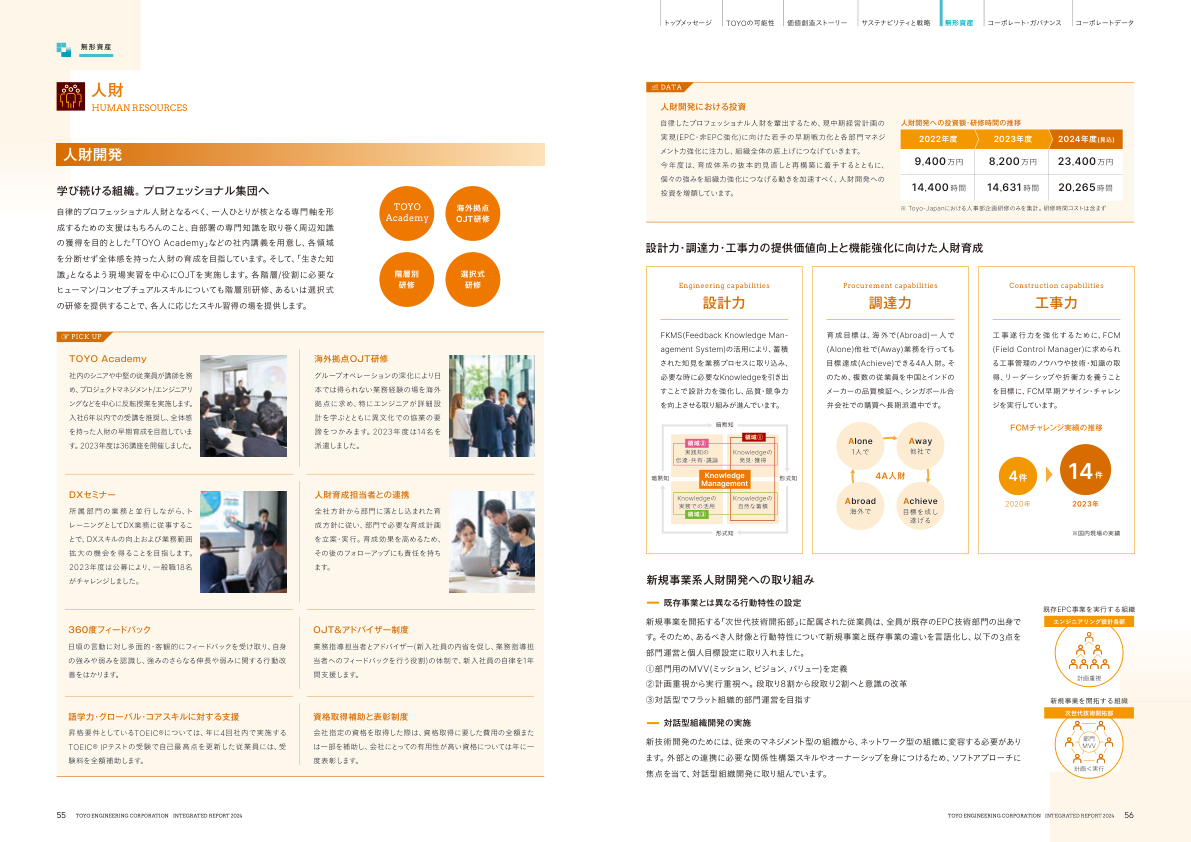 トップメッセージ
TOYOの可能性
価値創造ストーリー
サステナビリティと戦略
無形資産
コーポレート・ガバナンス
コーポレートデータ
無形資産
人財
HUMAN RESOURCES
人財開発
学び続ける組織。プロフェッショナル集団へ
自律的プロフェッショナル人財となるべく、一人ひとりが核となる専門軸を形
成するための支援はもちろんのこと、自部署の専門知識を取り巻く周辺知識
の獲得を目的とした「TOYO Academy」などの社内講義を用意し、各領域
を分断せず全体感を持った人財の育成を目指しています。そして、「生きた知
識」となるよう現場実習を中心にOJTを実施します。各階層/役割に必要な
ヒューマン/コンセプチュアルスキルについても階層別研修、あるいは選択式
の研修を提供することで、各人に応じたスキル習得の場を提供します。
TOYO
Academy
海外拠点
OJT研修
階層別
研修
選択式
研修
PICK UP
TOYO Academy
社内のシニアや中堅の従業員が講師を務
め、プロジェクトマネジメント/エンジニアリ
ングなどを中心に反転授業を実施します。
入社6年以内での受講を推奨し、全体感
を持った人財の早期育成を目指していま
す。2023年度は36講座を開催しました。
海外拠点OJT研修
グループオペレーションの深化により日
本では得られない業務経験の場を海外
拠点に求め、特にエンジニアが詳細設
計を学ぶとともに異文化での協業の要
諦をつかみます。2023年度は14名を
派遣しました。
DXセミナー
所属部門の業務と並行しながら、ト
レーニングとしてDX業務に従事するこ
とで、DXスキルの向上および業務範囲
拡大の機会を得ることを目指します。
2023年度は公募により、一般職18名
がチャレンジしました。
人財育成担当者との連携
全社方針から部門に落とし込まれた育
成方針に従い、部門で必要な育成計画
を立案・実行。育成効果を高めるため、
その後のフォローアップにも責任を持ち
ます。
360度フィードバック
日頃の言動に対し多面的・客観的にフィードバックを受け取り、自身
の強みや弱みを認識し、強みのさらなる伸長や弱みに関する行動改
善をはかります。
OJT&アドバイザー制度
業務指導担当者とアドバイザー(新入社員の内省を促し、業務指導担
当者へのフィードバックを行う役割)の体制で、新入社員の自律を1年
間支援します。
語学力・グローバル・コアスキルに対する支援
昇格要件としているTOEIC®については、年に4回社内で実施する
TOEIC® IPテストの受験で自己最高点を更新した従業員には、受
験料を全額補助します。
資格取得補助と表彰制度
会社指定の資格を取得した際は、資格取得に要した費用の全額また
は一部を補助し、会社にとっての有用性が高い資格については年に一
度表彰します。
55 TOYO ENGINEERING CORPORATION INTEGRATED REPORT 2024
DATA
人財開発における投資
自律したプロフェッショナル人財を輩出するため、現中期経営計画の
実現(EPC・非EPC強化)に向けた若手の早期戦力化と各部門マネジ
メント力強化に注力し、組織全体の底上げにつなげていきます。
今年度は、育成体系の抜本的見直しと再構築に着手するとともに、
個々の強みを組織力強化につなげる動きを加速すべく、人財開発への
投資を増額しています。
人財開発への投資額・研修時間の推移
2022年度 2023年度 2024年度(見込)
9,400万円 8,200万円 23,400万円
14,400時間 14,631時間 20,265時間
※ Toyo-Japanにおける人事部企画研修のみを集計。研修時間コストは含まず
設計力・調達力・工事力の提供価値向上と機能強化に向けた人財育成
Engineering capabilities
設計力
FKMS(Feedback Knowledge Man-
agement System)の活用により、蓄積
された知見を業務プロセスに取り込み、
必要な時に必要なKnowledgeを引き出
すことで設計力を強化し、品質・競争力
を向上させる取り組みが進んでいます。
暗黙知
領域②
実務知の
伝達・共有・議論
領域①
Knowledgeの
発見・獲得
暗黙知
Knowledge
Management
形式知
Knowledgeの
実務での活用
領域③
Knowledgeの
自然な蓄積
形式知
Procurement capabilities
調達力
育成目標は、海外で(Abroad)一人で
(Alone)他社で(Away)業務を行っても
目標達成(Achieve)できる4A人財。そ
のため、複数の従業員を中国とインドの
メーカーの品質検証へ、シンガポール合
弁会社での購買へ長期派遣中です。
Alone
1人で
Away
他社で
4A人財
Abroad
海外で
Achieve
目標を成し
遂げる
Construction capabilities
工事力
工事遂行力を強化するために、FCM
(Field Control Manager)に求められ
る工事管理のノウハウや技術・知識の取
得、リーダーシップや折衝力を養うこと
を目標に、FCM早期アサイン・チャレン
ジを実行しています。
FCMチャレンジ実績の推移
4件
14件
2020年
2023年
※国内現場の実績
新規事業系人財開発への取り組み
既存事業とは異なる行動特性の設定
新規事業を開拓する「次世代技術開拓部」に配属された従業員は、全員が既存のEPC技術部門の出身で
す。そのため、あるべき人財像と行動特性について新規事業と既存事業の違いを言語化し、以下の3点を
部門運営と個人目標設定に取り入れました。
①部門用のMVV(ミッション、ビジョン、バリュー)を定義
②計画重視から実行重視へ。段取り8割から段取り2割へと意識の改革
③対話型でフラット組織的部門運営を目指す
対話型組織開発の実施
新技術開発のためには、従来のマネジメント型の組織から、ネットワーク型の組織に変容する必要があり
ます。外部との連携に必要な関係性構築スキルやオーナーシップを身につけるため、ソフトアプローチに
焦点を当て、対話型組織開発に取り組んでいます。
既存EPC事業を実行する組織
エンジニアリング設計各部
計画重視
新規事業を開拓する組織
次世代技術開拓部
部門
MVV
計画<実行
TOYO ENGINEERING CORPORATION INTEGRATED REPORT 2024 56